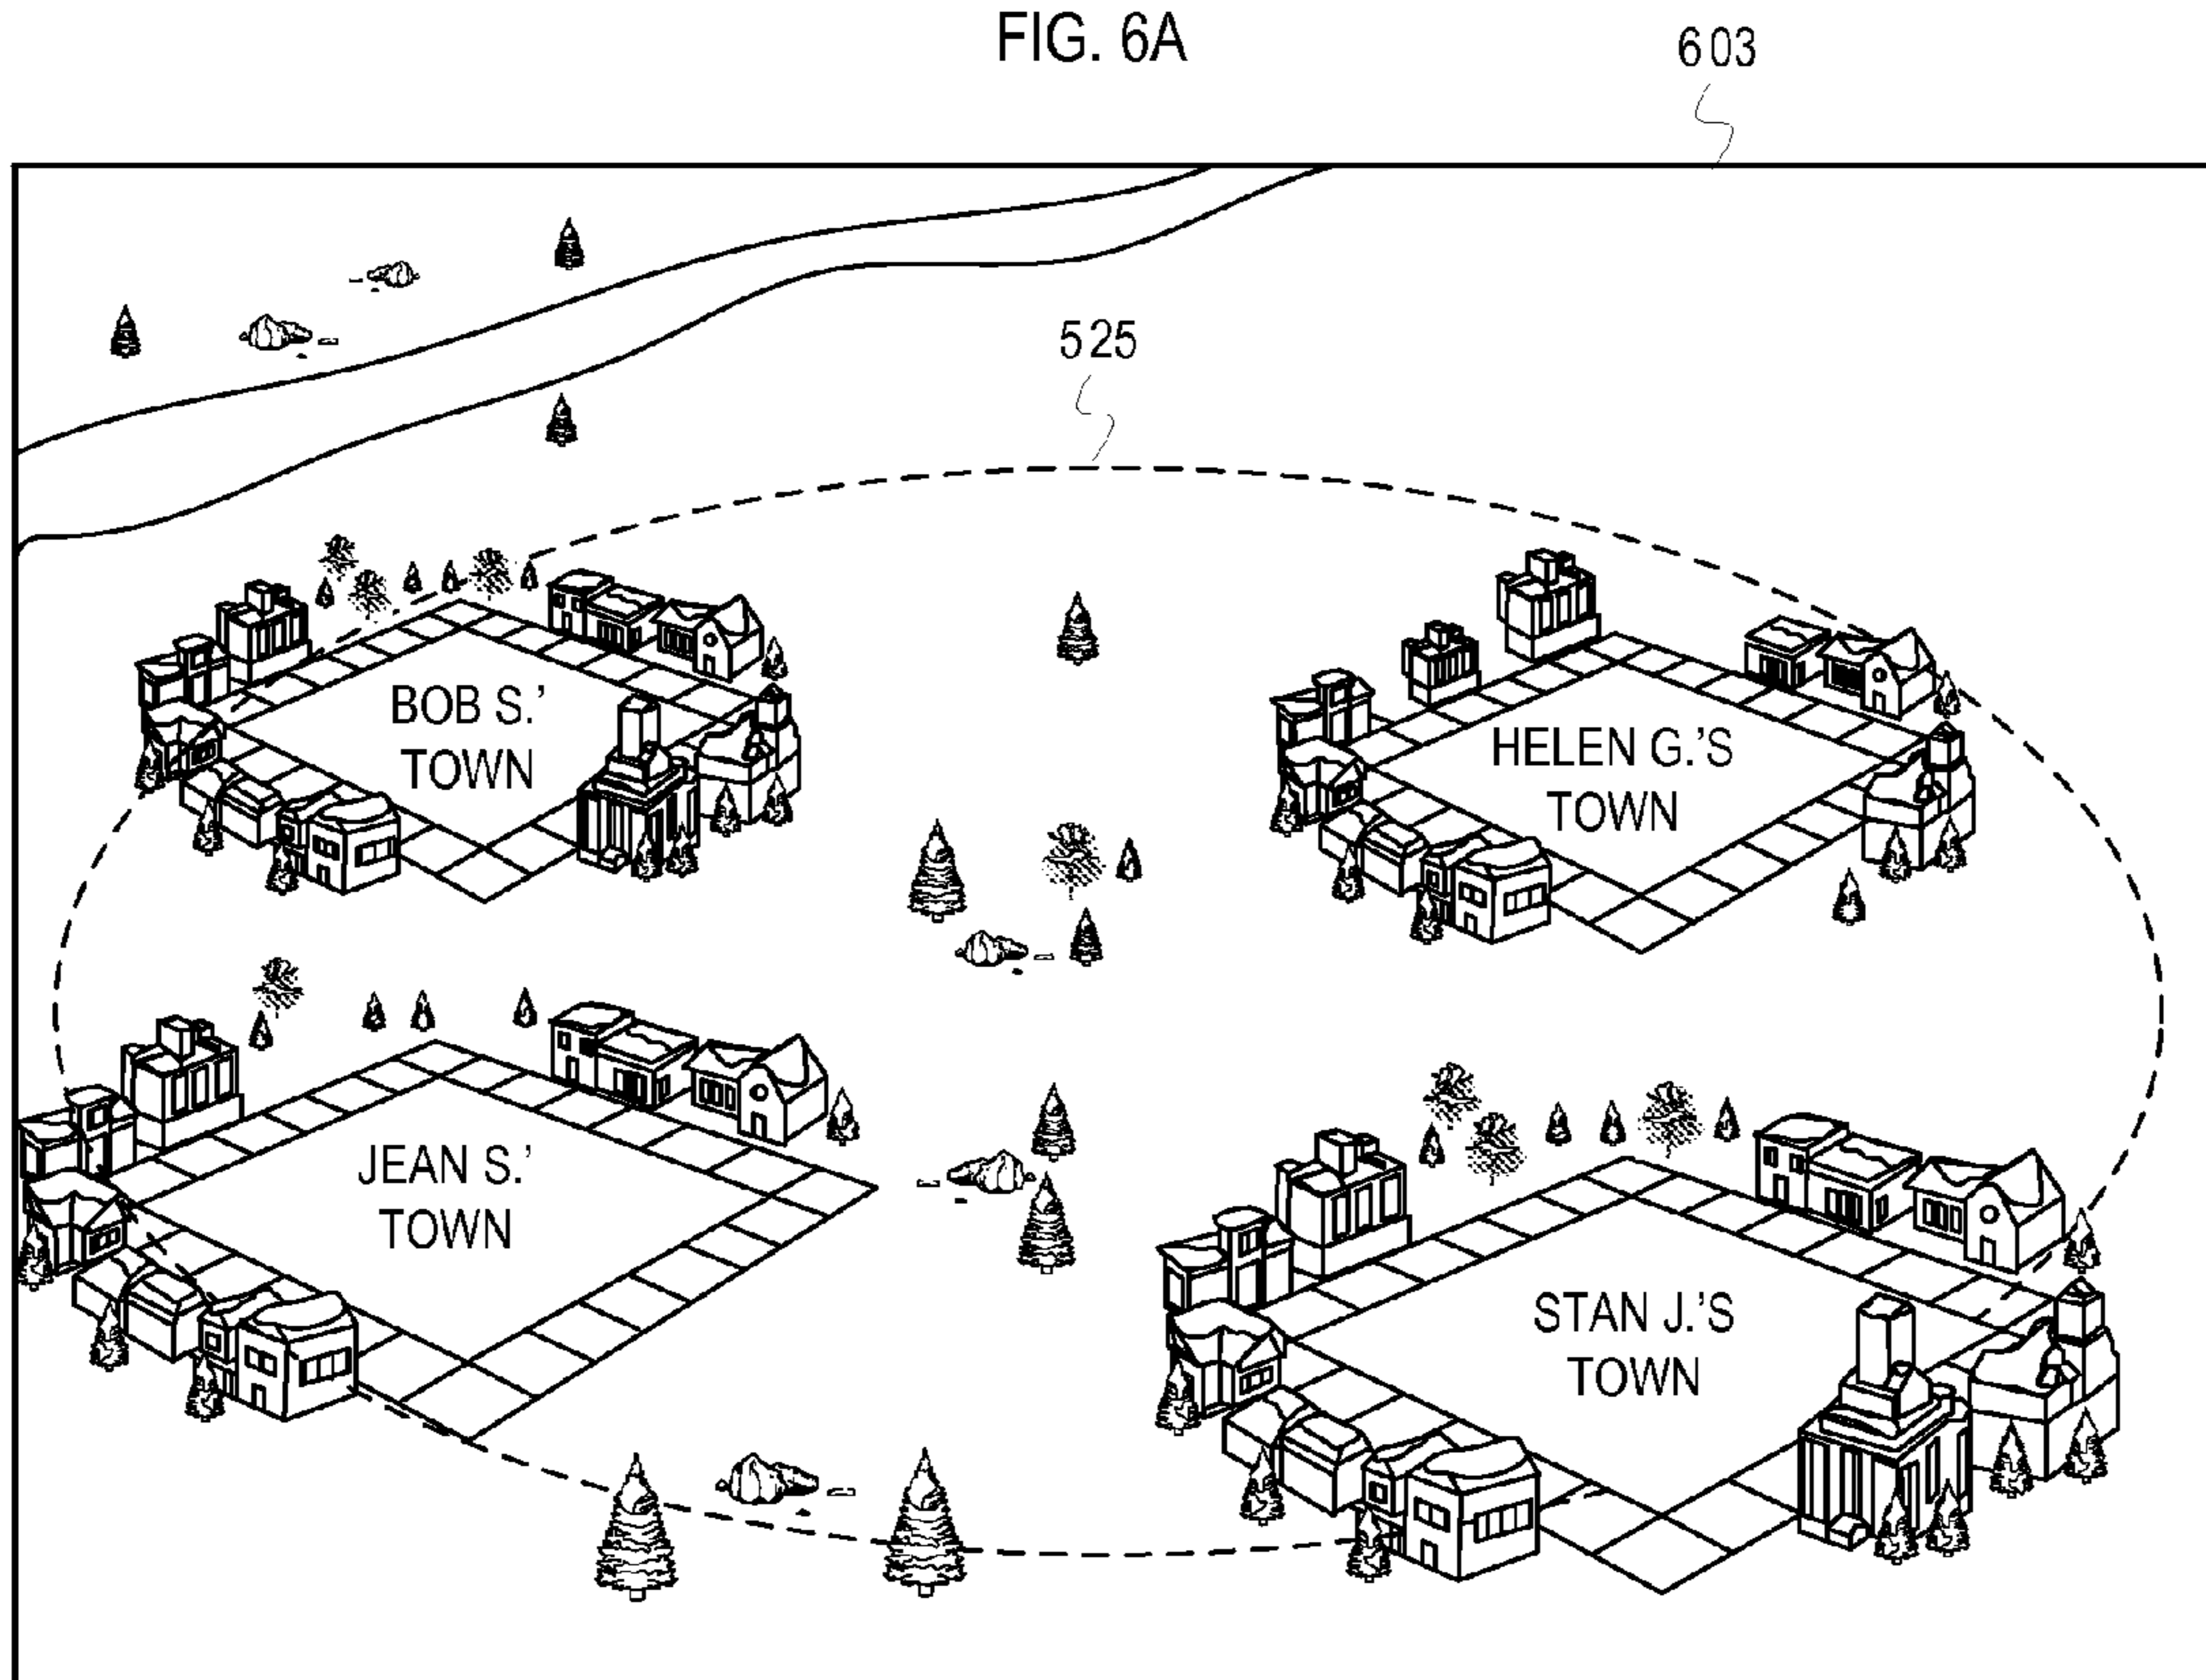 FIG. 6A
603
525
BOB S.'
TOWN
HELEN G.'S
TOWN
JEAN S.'
TOWN
STAN J.'S
TOWN